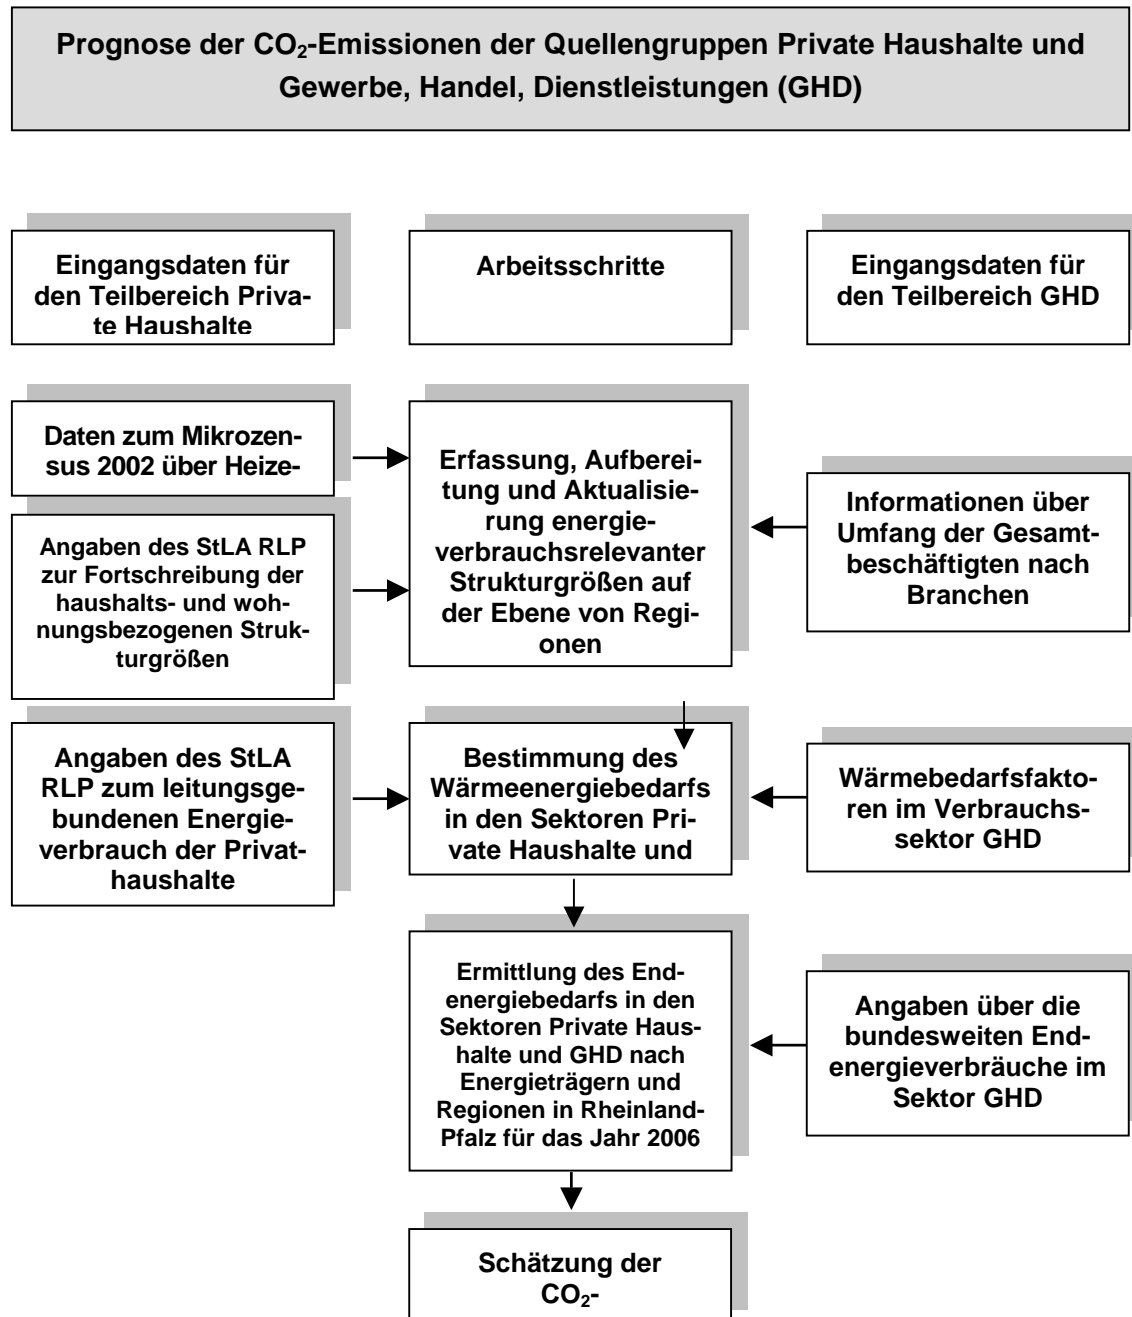 Prognose der CO₂-Emissionen der Quellengruppen Private Haushalte und
Gewerbe, Handel, Dienstleistungen (GHD)
Eingangsdaten für
den Teilbereich Priva-
te Haushalte
Arbeitsschritte
Eingangsdaten für
den Teilbereich GHD
Daten zum Mikrozen-
sus 2002 über Heize-
Angaben des StLA RLP
zur Fortschreibung der
haushalts- und woh-
nungsbezogenen Struk-
turgrößen
Erfassung, Aufberei-
tung und Aktualisie-
rung energie-
verbrauchsrelevanter
Strukturgrößen auf
der Ebene von Regi-
onen
Informationen über
Umfang der Gesamt-
beschäftigten nach
Branchen
Angaben des StLA
RLP zum leitungsge-
bundenen Energie-
verbrauch der Privat-
haushalte
Bestimmung des
Wärmeenergiebedarfs
in den Sektoren Pri-
vate Haushalte und
Wärmebedarfsfakto-
ren im Verbrauchs-
sektor GHD
Ermittlung des End-
energiebedarfs in den
Sektoren Private Haus-
halte und GHD nach
Energieträgern und
Regionen in Rheinland-
Pfalz für das Jahr 2006
Angaben über die
bundesweiten End-
energieverbräuche im
Sektor GHD
Schätzung der
CO₂-